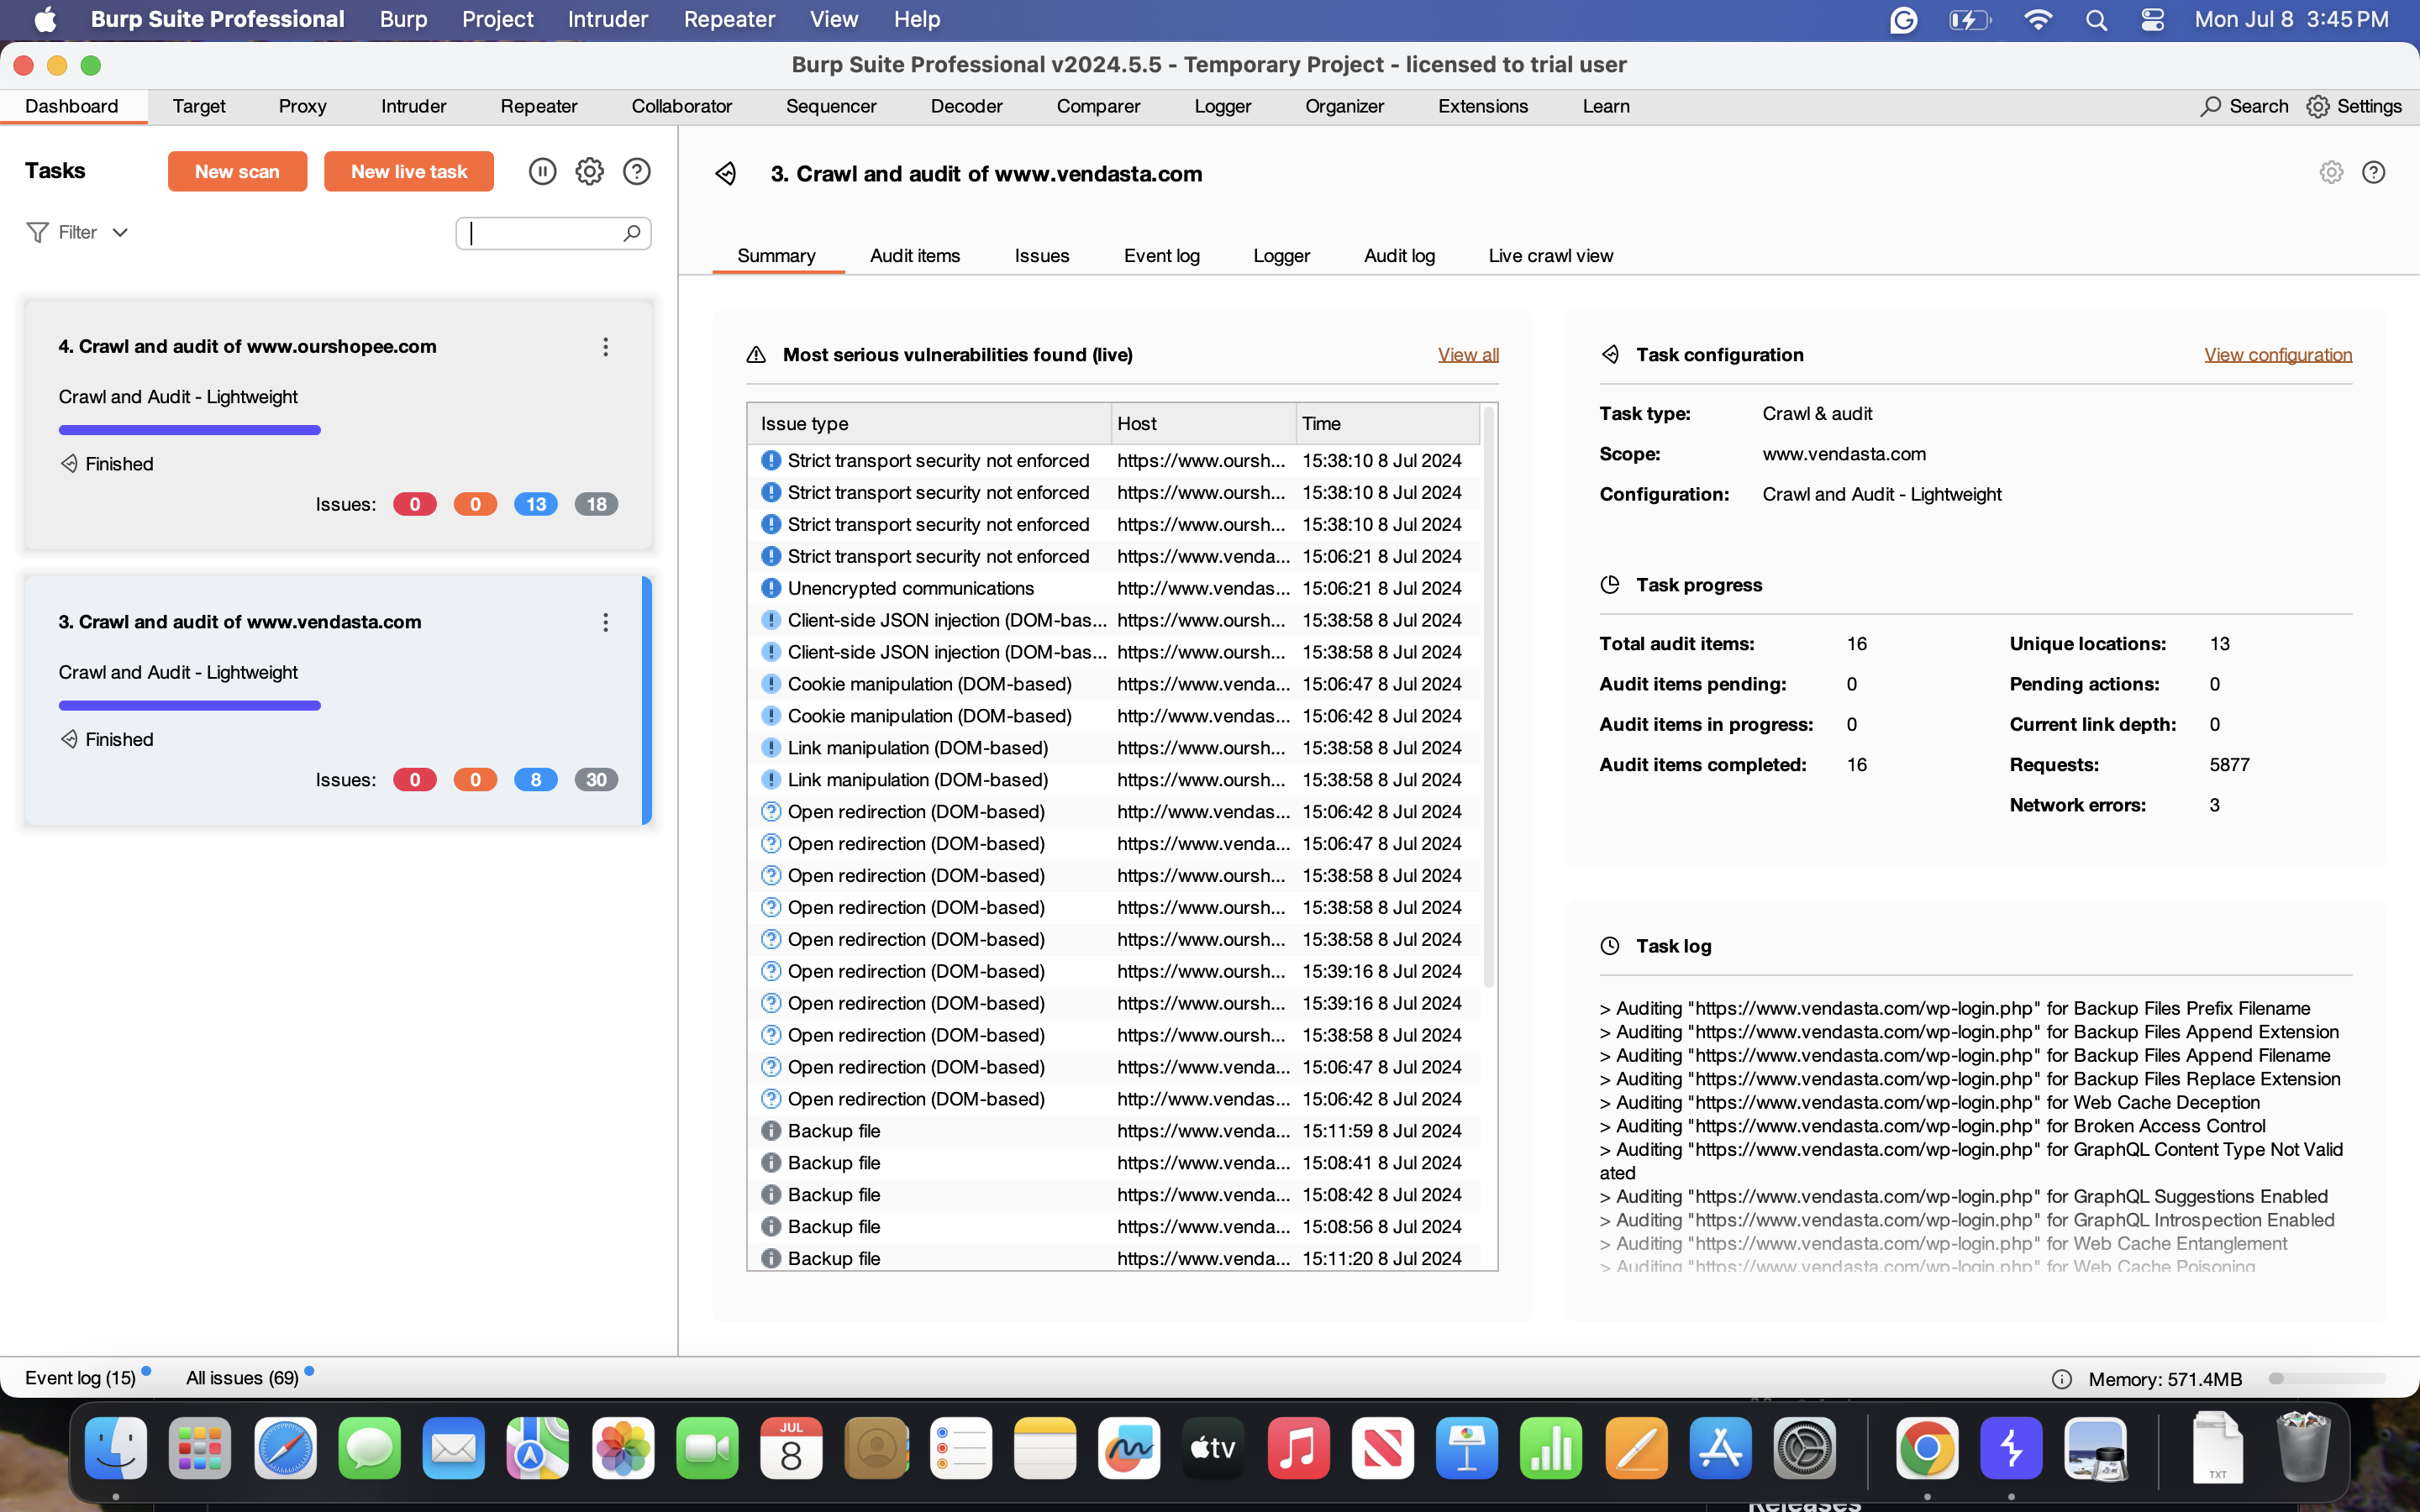 Burp Suite Professional Burp Project Intruder Repeater View Help Mon Jul 8 3:45 PM
Burp Suite Professional v2024.5.5 - Temporary Project - licensed to trial user
Dashboard Target Proxy Intruder Repeater Collaborator Sequencer Decoder Comparer Logger Organizer Extensions Learn Search Settings
Tasks New scan New live task
Filter
4. Crawl and audit of www.ourshopee.com
Crawl and Audit - Lightweight
Finished
Issues: 0 0 13 18
3. Crawl and audit of www.vendasta.com
Crawl and Audit - Lightweight
Finished
Issues: 0 0 8 30
3. Crawl and audit of www.vendasta.com
Summary Audit items Issues Event log Logger Audit log Live crawl view
Most serious vulnerabilities found (live) View all
Issue type Host Time
Strict transport security not enforced https://www.oursh... 15:38:10 8 Jul 2024
Strict transport security not enforced https://www.oursh... 15:38:10 8 Jul 2024
Strict transport security not enforced https://www.oursh... 15:38:10 8 Jul 2024
Strict transport security not enforced https://www.venda... 15:06:21 8 Jul 2024
Unencrypted communications http://www.vendas... 15:06:21 8 Jul 2024
Client-side JSON injection (DOM-bas... https://www.oursh... 15:38:58 8 Jul 2024
Client-side JSON injection (DOM-bas... https://www.oursh... 15:38:58 8 Jul 2024
Cookie manipulation (DOM-based) https://www.venda... 15:06:47 8 Jul 2024
Cookie manipulation (DOM-based) http://www.vendas... 15:06:42 8 Jul 2024
Link manipulation (DOM-based) https://www.oursh... 15:38:58 8 Jul 2024
Link manipulation (DOM-based) https://www.oursh... 15:38:58 8 Jul 2024
Open redirection (DOM-based) http://www.vendas... 15:06:42 8 Jul 2024
Open redirection (DOM-based) https://www.venda... 15:06:47 8 Jul 2024
Open redirection (DOM-based) https://www.oursh... 15:38:58 8 Jul 2024
Open redirection (DOM-based) https://www.oursh... 15:38:58 8 Jul 2024
Open redirection (DOM-based) https://www.oursh... 15:38:58 8 Jul 2024
Open redirection (DOM-based) https://www.oursh... 15:39:16 8 Jul 2024
Open redirection (DOM-based) https://www.oursh... 15:39:16 8 Jul 2024
Open redirection (DOM-based) https://www.oursh... 15:38:58 8 Jul 2024
Open redirection (DOM-based) https://www.venda... 15:06:47 8 Jul 2024
Open redirection (DOM-based) http://www.vendas... 15:06:42 8 Jul 2024
Backup file https://www.venda... 15:11:59 8 Jul 2024
Backup file https://www.venda... 15:08:41 8 Jul 2024
Backup file https://www.venda... 15:08:42 8 Jul 2024
Backup file https://www.venda... 15:08:56 8 Jul 2024
Backup file https://www.venda... 15:11:20 8 Jul 2024
Task configuration View configuration
Task type: Crawl & audit
Scope: www.vendasta.com
Configuration: Crawl and Audit - Lightweight
Task progress
Total audit items: 16 Unique locations: 13
Audit items pending: 0 Pending actions: 0
Audit items in progress: 0 Current link depth: 0
Audit items completed: 16 Requests: 5877
Network errors: 3
Task log
> Auditing "https://www.vendasta.com/wp-login.php" for Backup Files Prefix Filename
> Auditing "https://www.vendasta.com/wp-login.php" for Backup Files Append Extension
> Auditing "https://www.vendasta.com/wp-login.php" for Backup Files Append Filename
> Auditing "https://www.vendasta.com/wp-login.php" for Backup Files Replace Extension
> Auditing "https://www.vendasta.com/wp-login.php" for Web Cache Deception
> Auditing "https://www.vendasta.com/wp-login.php" for Broken Access Control
> Auditing "https://www.vendasta.com/wp-login.php" for GraphQL Content Type Not Valid
ated
> Auditing "https://www.vendasta.com/wp-login.php" for GraphQL Suggestions Enabled
> Auditing "https://www.vendasta.com/wp-login.php" for GraphQL Introspection Enabled
> Auditing "https://www.vendasta.com/wp-login.php" for Web Cache Entanglement
> Auditing "https://www.vendasta.com/wp-login.php" for Web Cache Poisoning
Event log (15) All issues (69) Memory: 571.4MB
JUL
8
tv
TXT
Releases